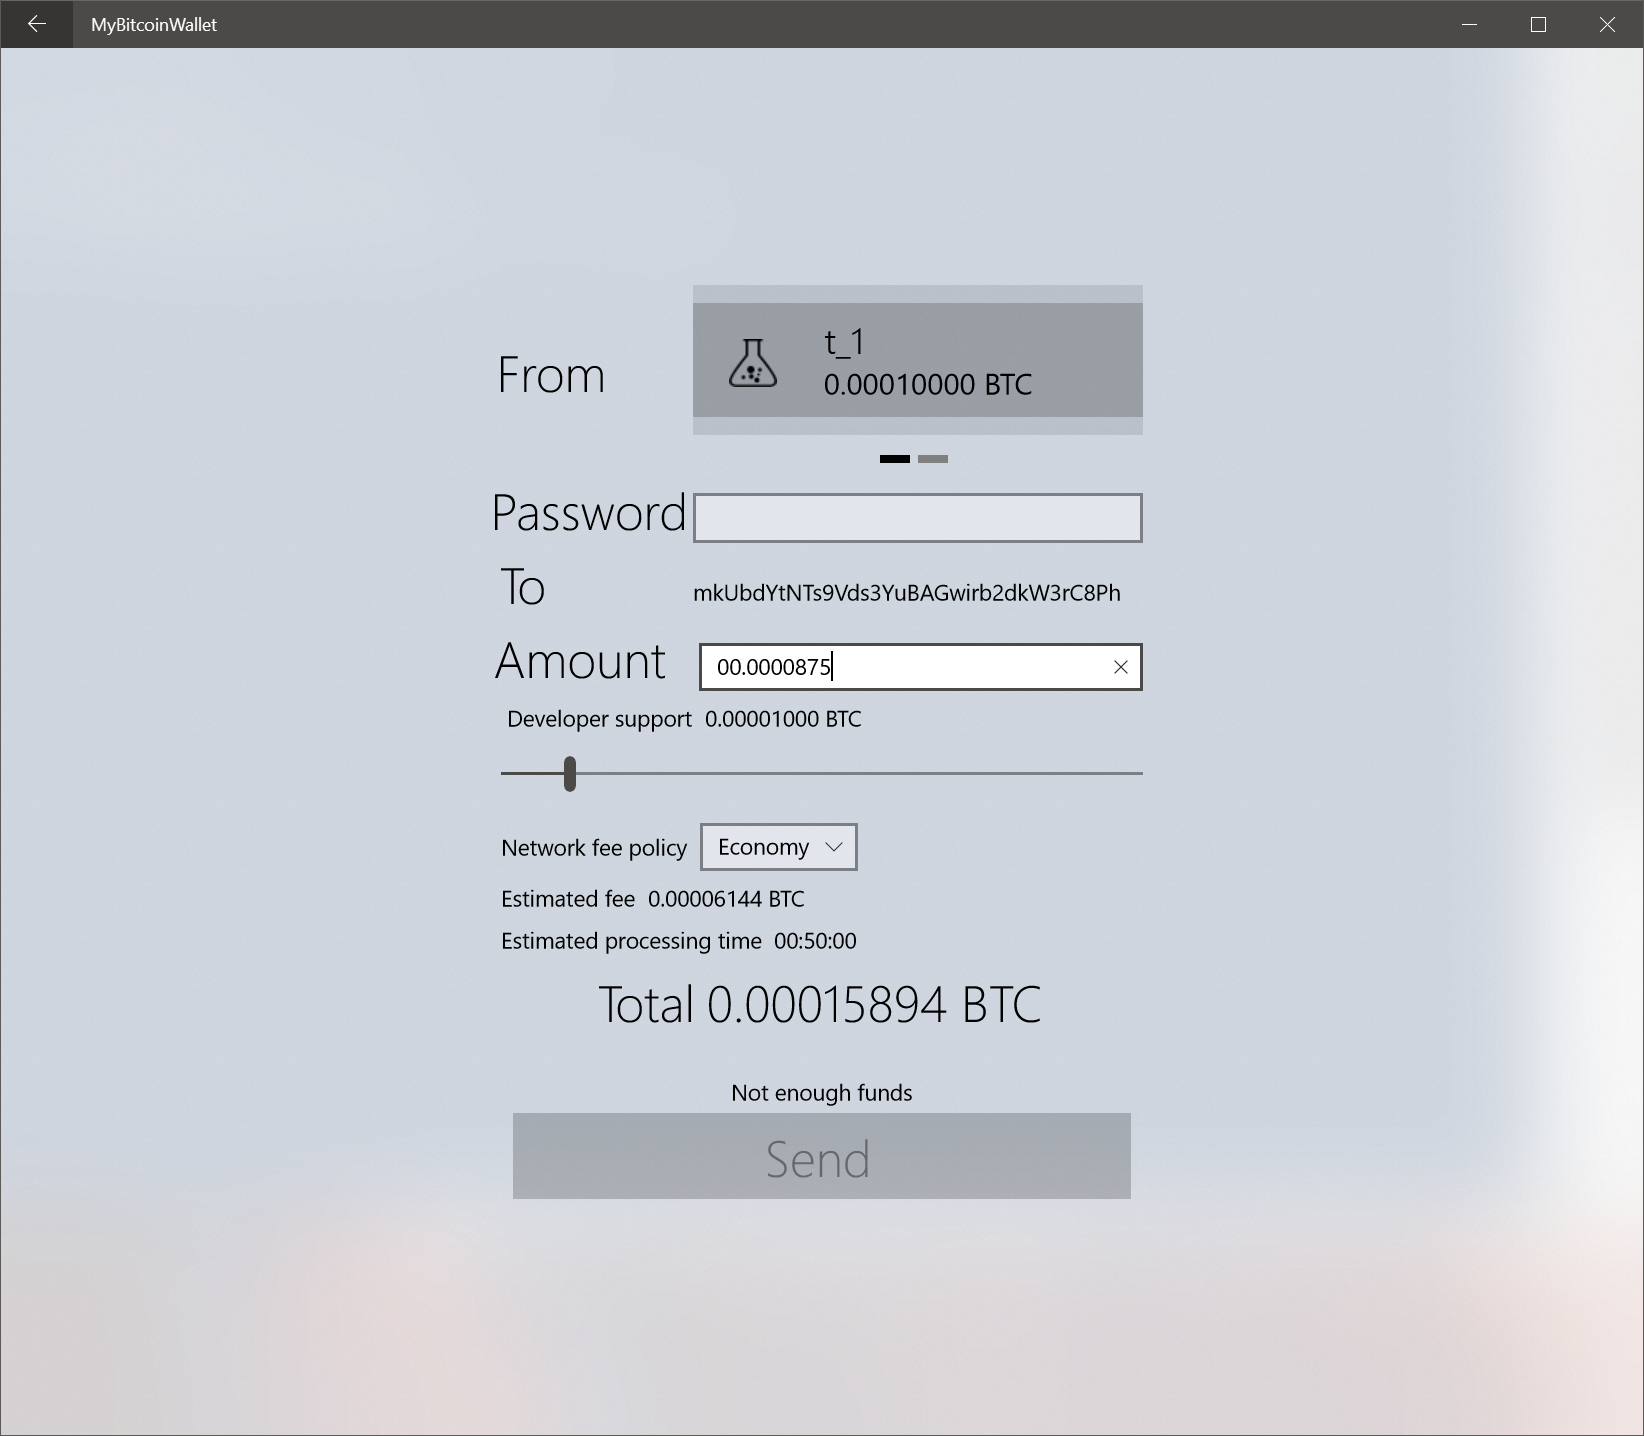 MyBitcoinWallet
From
t_1
0.00010000 BTC
Password
To mkUbdYtNTs9Vds3YuBAGwirb2dkW3rC8Ph
Amount 00.0000875
Developer support 0.00001000 BTC
Network fee policy Economy
Estimated fee 0.00006144 BTC
Estimated processing time 00:50:00
Total 0.00015894 BTC
Not enough funds
Send